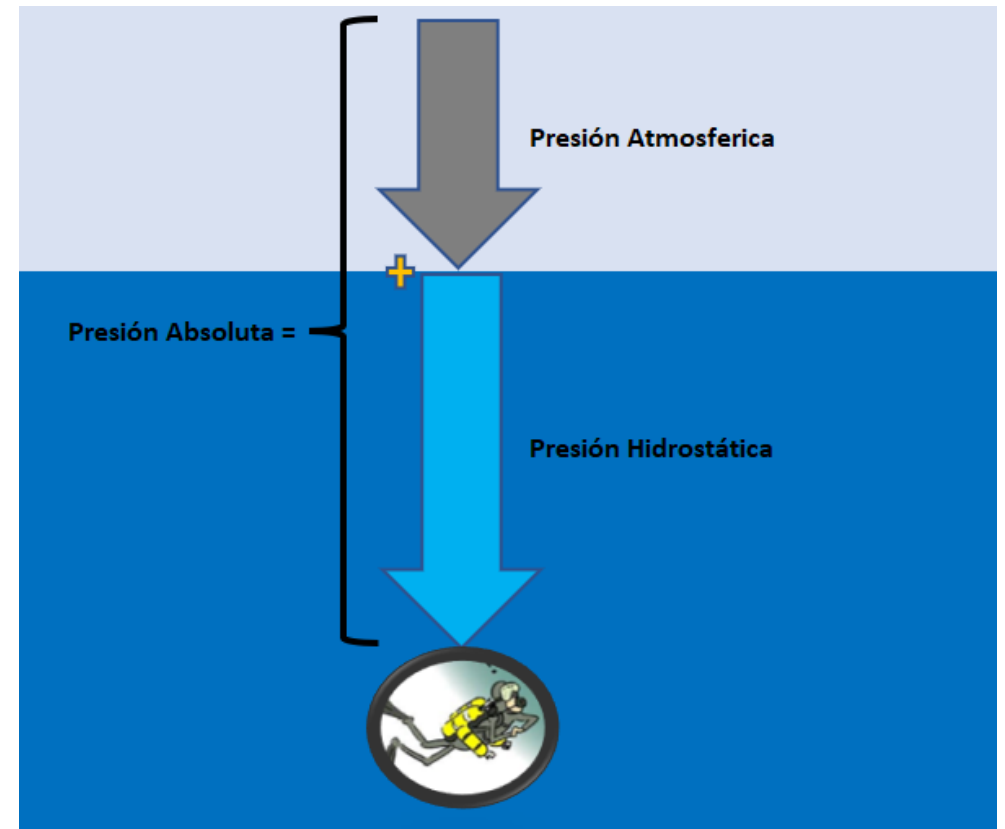 Presión Atmosferica
+
Presión Absoluta =
Presión Hidrostática